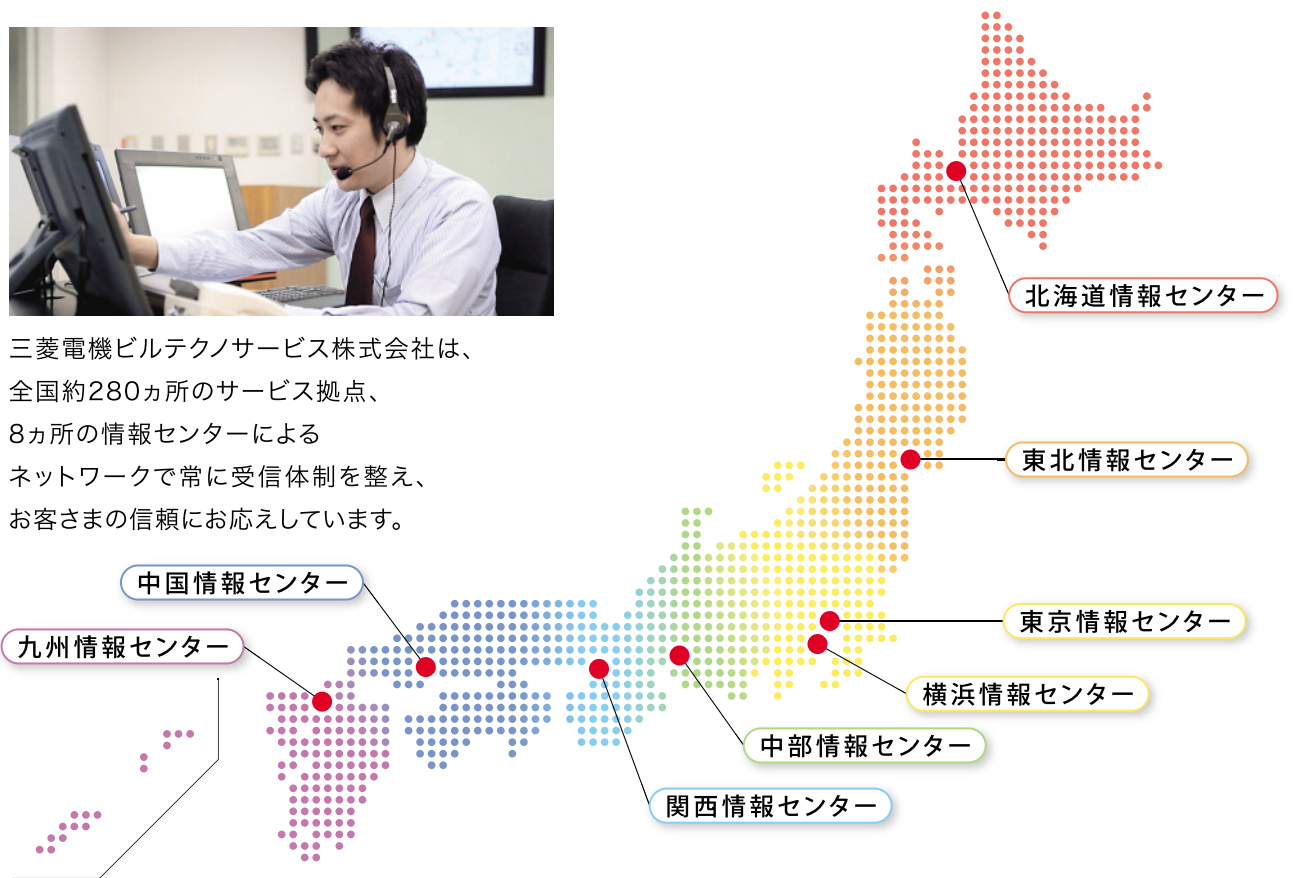 三菱電機ビルテクノサービス株式会社は、
全国約280ヵ所のサービス拠点、
8ヵ所の情報センターによる
ネットワークで常に受信体制を整え、
お客さまの信頼にお応えしています。
北海道情報センター
東北情報センター
中国情報センター
東京情報センター
九州情報センター
横浜情報センター
中部情報センター
関西情報センター